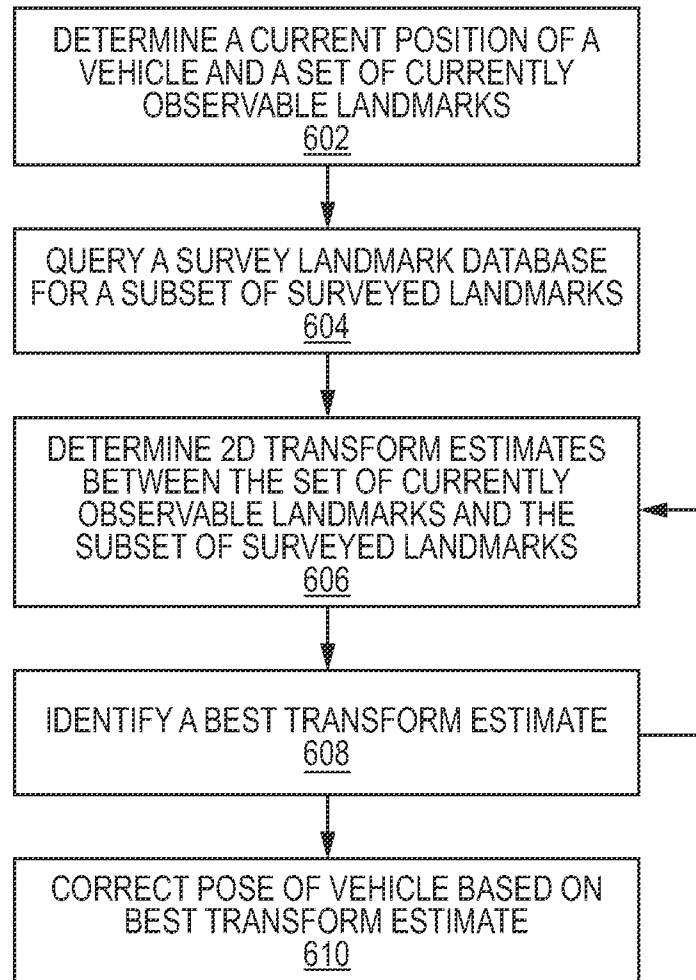 DETERMINE A CURRENT POSITION OF A
VEHICLE AND A SET OF CURRENTLY
OBSERVABLE LANDMARKS
602
QUERY A SURVEY LANDMARK DATABASE
FOR A SUBSET OF SURVEYED LANDMARKS
604
DETERMINE 2D TRANSFORM ESTIMATES
BETWEEN THE SET OF CURRENTLY
OBSERVABLE LANDMARKS AND THE
SUBSET OF SURVEYED LANDMARKS
606
IDENTIFY A BEST TRANSFORM ESTIMATE
608
CORRECT POSE OF VEHICLE BASED ON
BEST TRANSFORM ESTIMATE
610